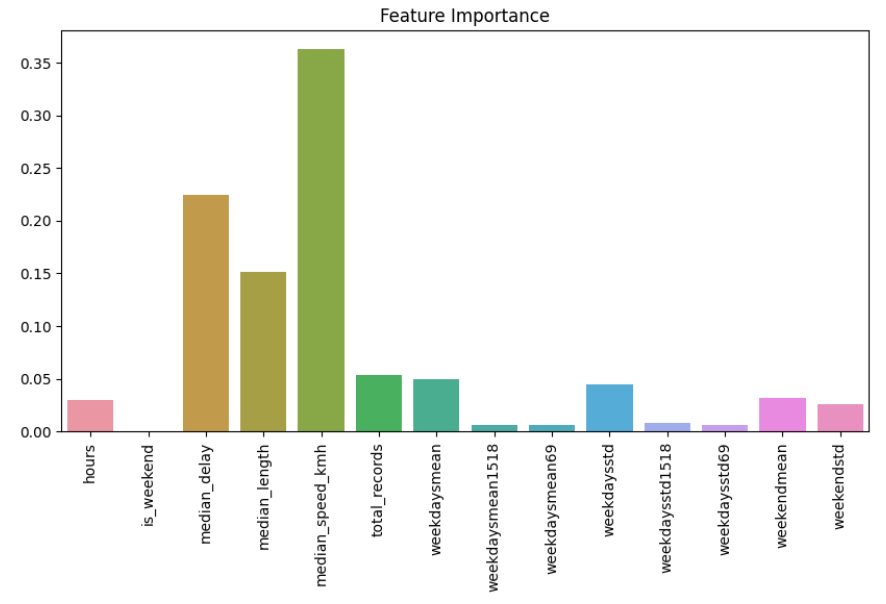 Feature Importance
0.35
0.30
0.25
0.20
0.15
0.10
0.05
0.00
hours
is_weekend
median_delay
median_length
median_speed_kmh
total_records
weekdaysmean
weekdaysmean1518
weekdaysmean69
weekdaysstd
weekdaysstd1518
weekdaysstd69
weekendmean
weekendstd